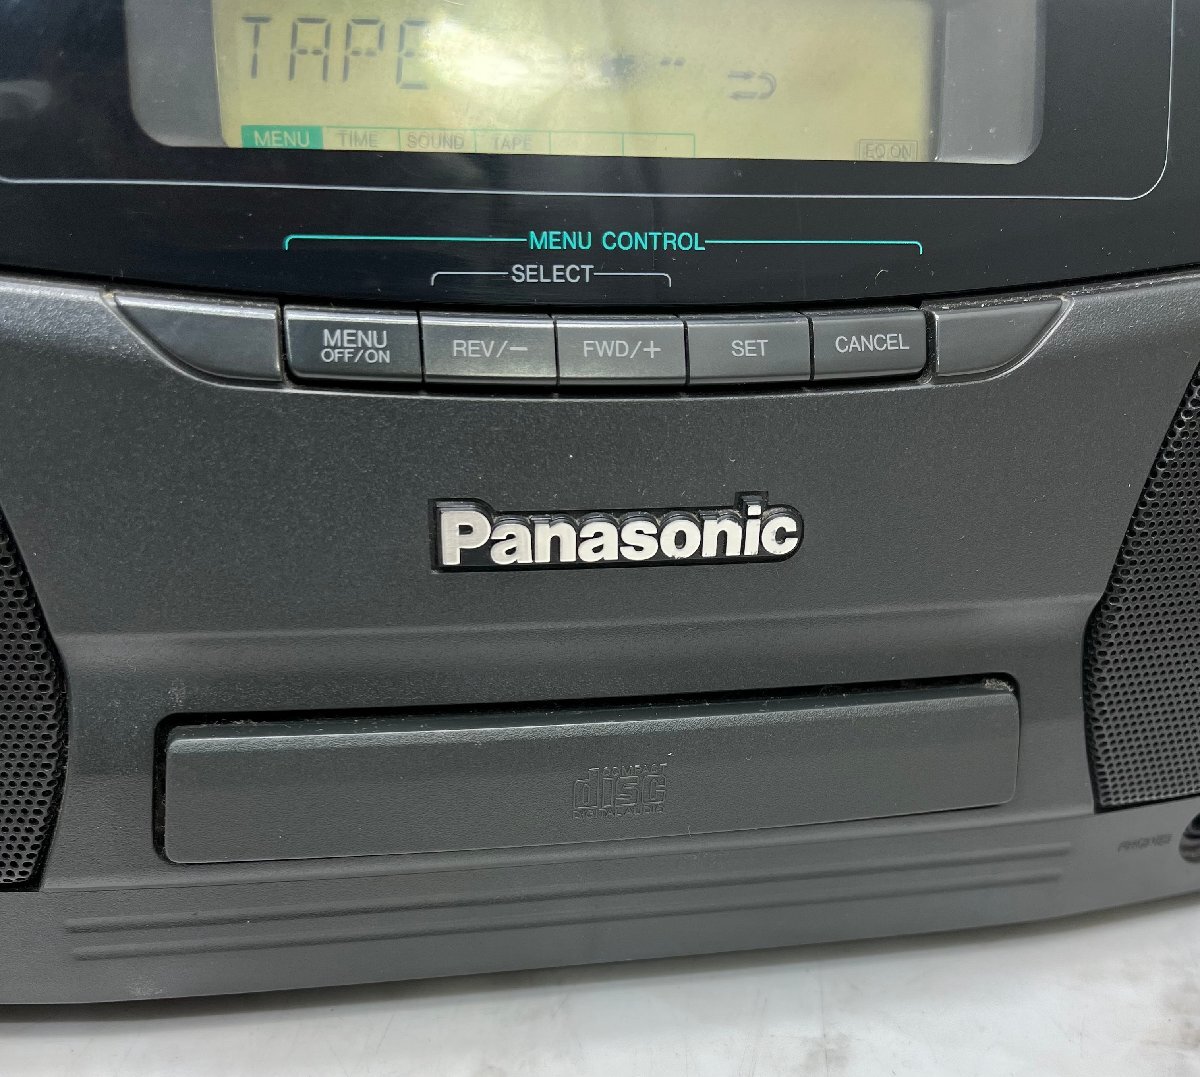 TAPE
MENU TIME SOUND TAPE
EQ ON
MENU CONTROL
SELECT
MENU OFF/ON
REV/−
FWD/+
SET
CANCEL
Panasonic
COMPACT
disc
DIGITAL AUDIO
PHONES